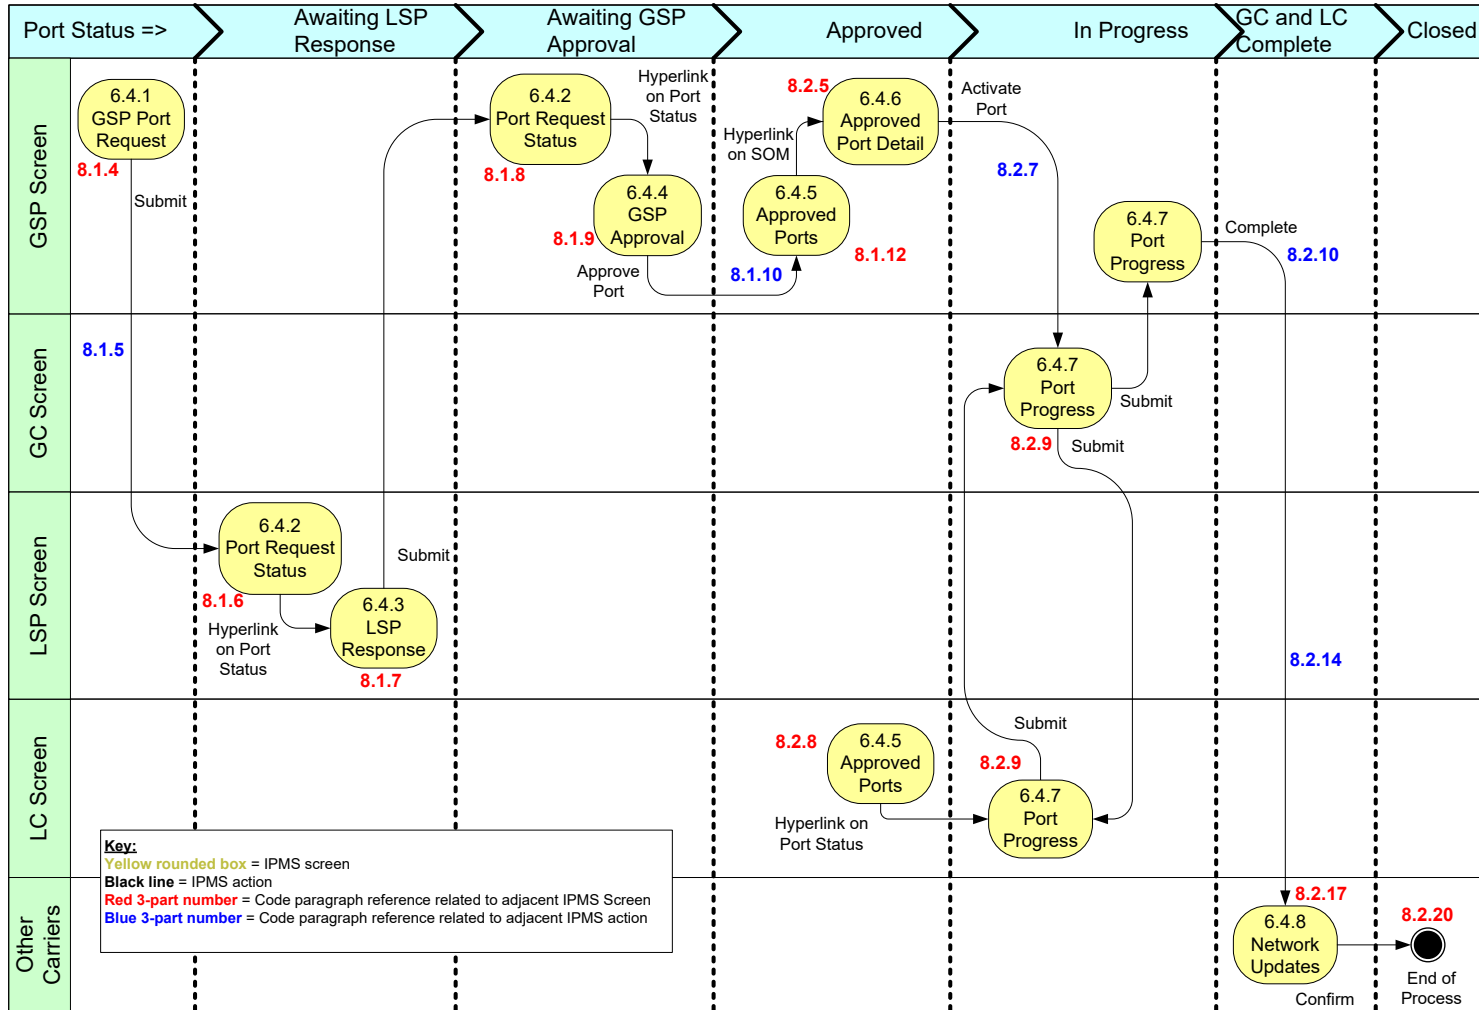 Port Status =>
Awaiting LSP
Response
Awaiting GSP
Approval
Approved
In Progress
GC and LC
Complete
Closed
GSP Screen
6.4.1
GSP Port
Request
8.1.4
Submit
6.4.2
Port Request
Status
8.1.8
Hyperlink
on Port
Status
6.4.4
GSP
Approval
8.1.9
Approve
Port
8.1.10
8.2.5
6.4.6
Approved
Port Detail
Hyperlink
on SOM
6.4.5
Approved
Ports
8.1.12
Activate
Port
8.2.7
6.4.7
Port
Progress
Complete
8.2.10
GC Screen
8.1.5
6.4.7
Port
Progress
Submit
8.2.9
Submit
LSP Screen
6.4.2
Port Request
Status
8.1.6
Hyperlink
on Port
Status
Submit
6.4.3
LSP
Response
8.1.7
8.2.14
LC Screen
8.2.8
6.4.5
Approved
Ports
Hyperlink on
Port Status
Submit
8.2.9
6.4.7
Port
Progress
Key:
Yellow rounded box = IPMS screen
Black line = IPMS action
Red 3-part number = Code paragraph reference related to adjacent IPMS Screen
Blue 3-part number = Code paragraph reference related to adjacent IPMS action
Other
Carriers
8.2.17
6.4.8
Network
Updates
Confirm
8.2.20
End of
Process